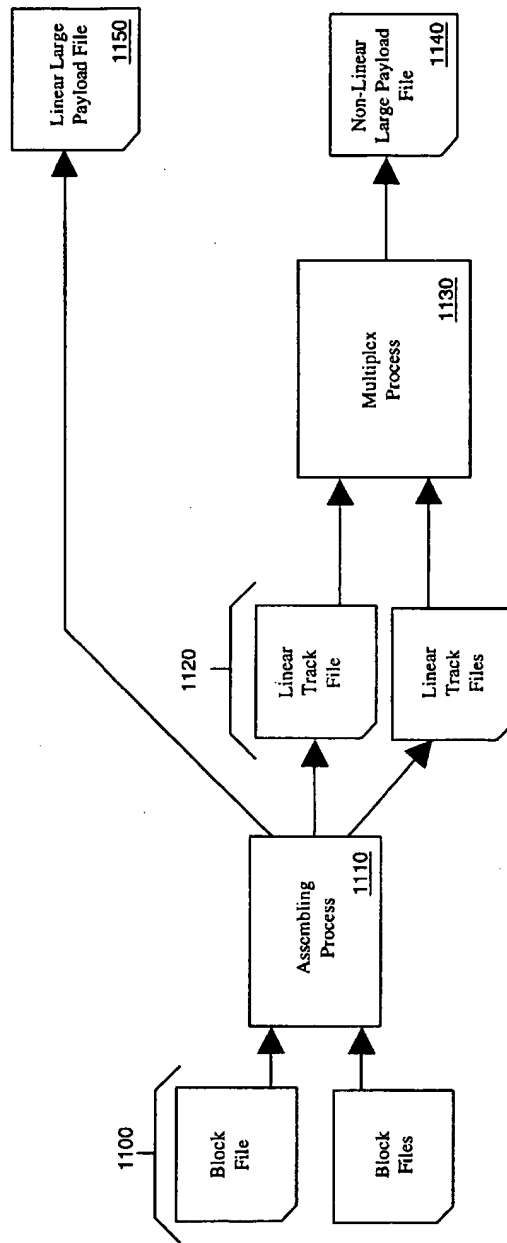 1100
Block
File
Block
Files
Assembling
Process
1110
1120
Linear
Track
File
Linear
Track
Files
Multiplex
Process
1130
Non-Linear
Large Payload
File
1140
Linear Large
Payload File
1150